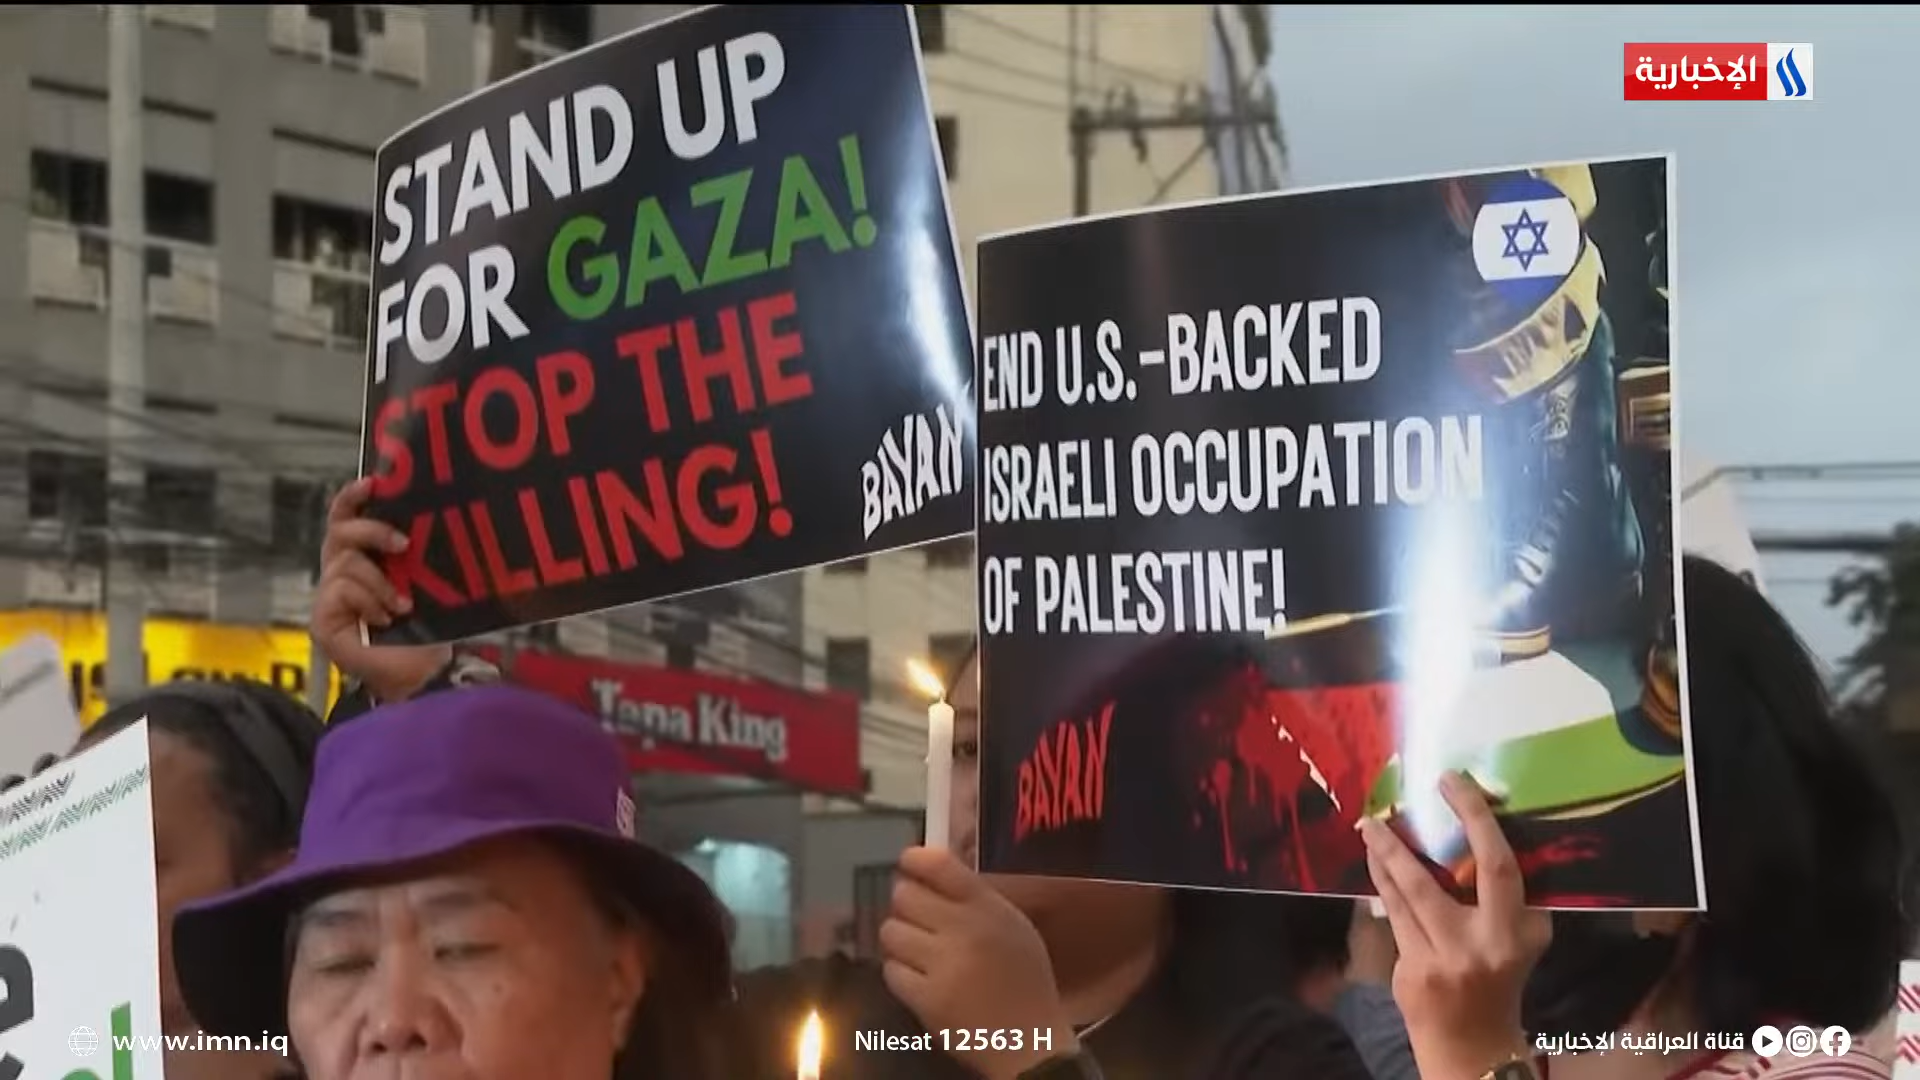 الإخبارية
STAND UP
FOR GAZA!
STOP THE
KILLING!
BAYAN
END U.S.-BACKED
ISRAELI OCCUPATION
OF PALESTINE!
BAYAN
Tapa King
www.imn.iq
Nilesat 12563 H
قناة العراقية الإخبارية